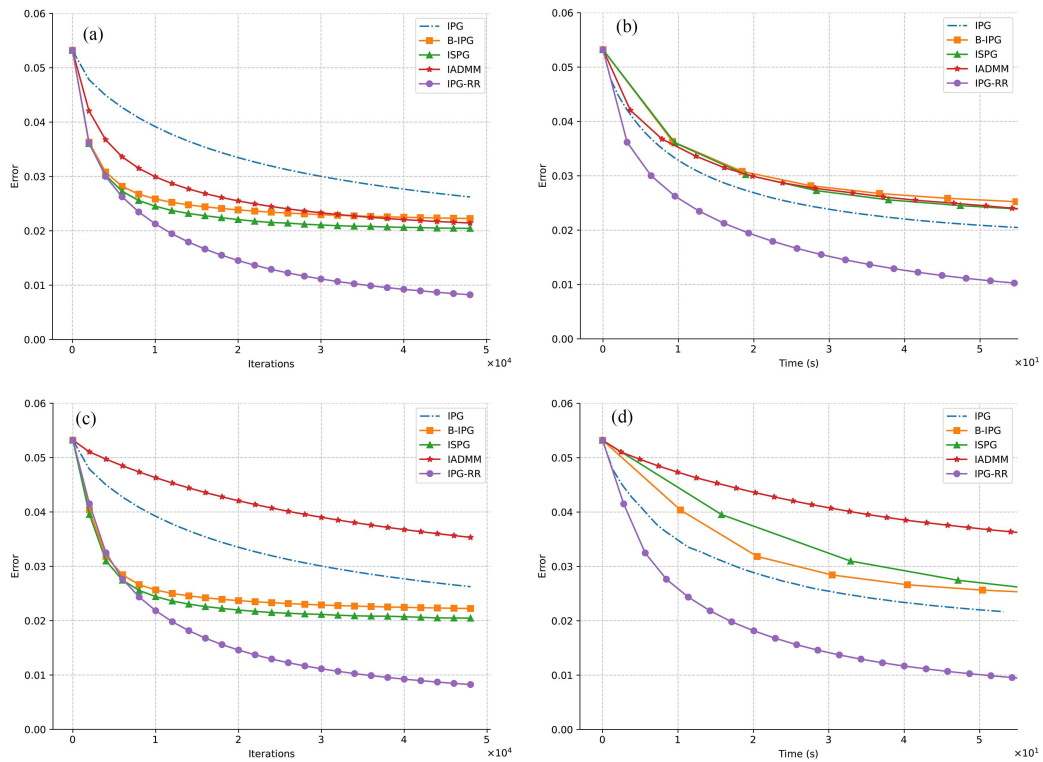 (a)
0.06
0.05
0.04
0.03
0.02
0.01
0.00
Error
0
1
2
3
4
5
×10⁴
Iterations
IPG
B-IPG
ISPG
IADMM
IPG-RR
(b)
0.06
0.05
0.04
0.03
0.02
0.01
0.00
Error
0
1
2
3
4
5
×10¹
Time (s)
IPG
B-IPG
ISPG
IADMM
IPG-RR
(c)
0.06
0.05
0.04
0.03
0.02
0.01
0.00
Error
0
1
2
3
4
5
×10⁴
Iterations
IPG
B-IPG
ISPG
IADMM
IPG-RR
(d)
0.06
0.05
0.04
0.03
0.02
0.01
0.00
Error
0
1
2
3
4
5
×10¹
Time (s)
IPG
B-IPG
ISPG
IADMM
IPG-RR